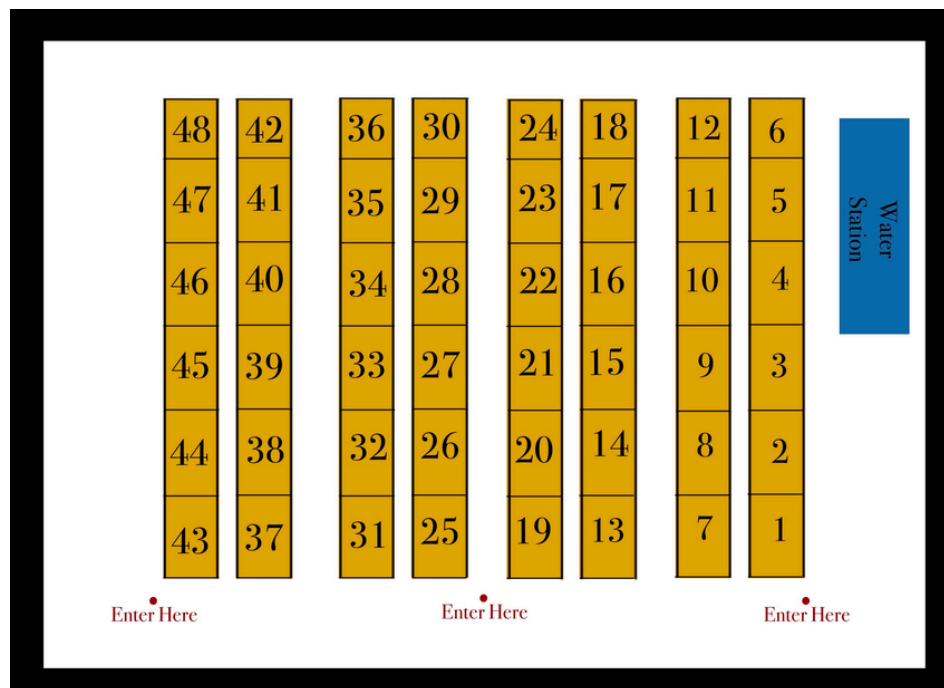 48 42 36 30 24 18 12 6
47 41 35 29 23 17 11 5
46 40 34 28 22 16 10 4
45 39 33 27 21 15 9 3
44 38 32 26 20 14 8 2
43 37 31 25 19 13 7 1
Water
Station
Enter Here
Enter Here
Enter Here